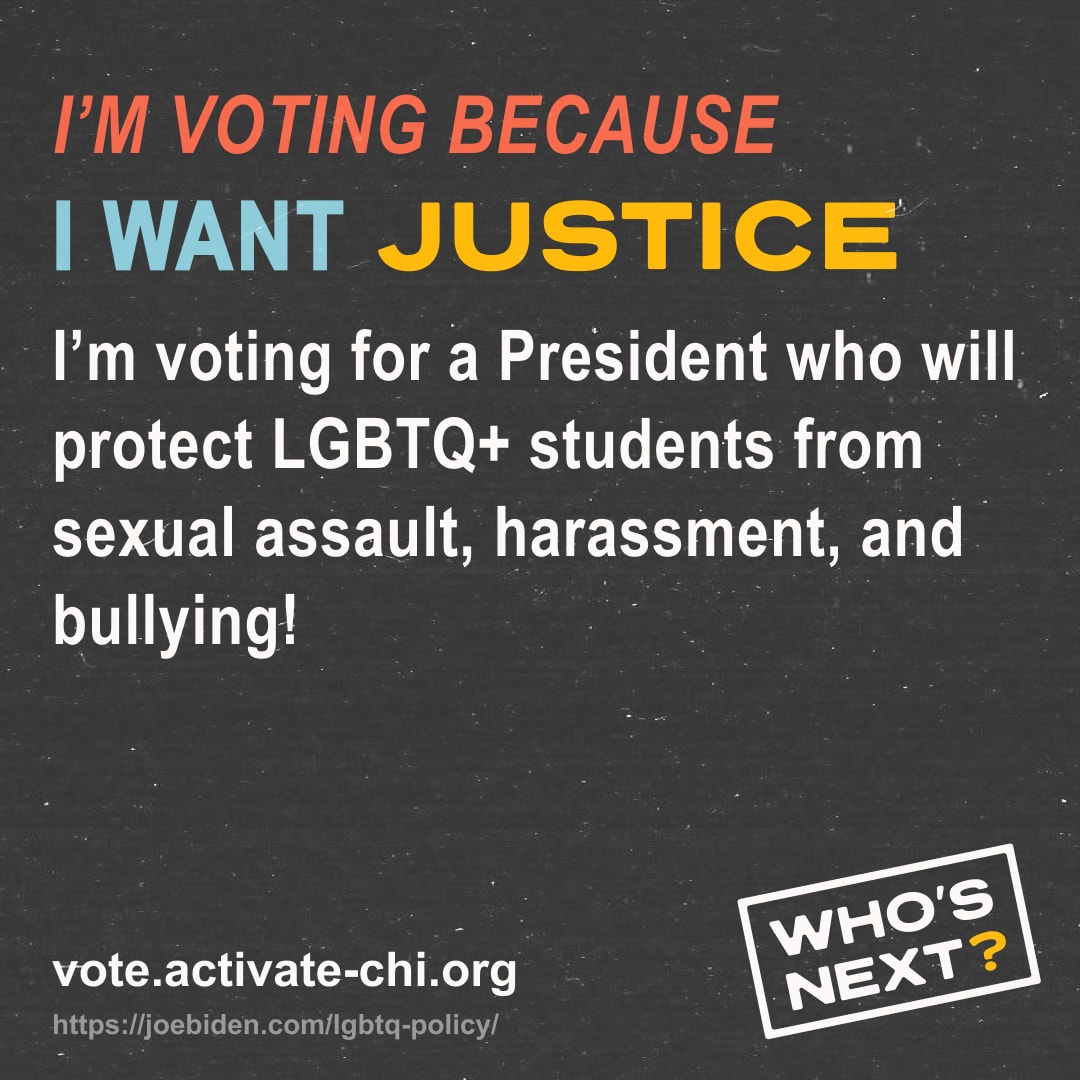 I'M VOTING BECAUSE
I WANT JUSTICE
I'm voting for a President who will
protect LGBTQ+ students from
sexual assault, harassment, and
bullying!
WHO'S
NEXT?
vote.activate-chi.org
https://joebiden.com/lgbtq-policy/